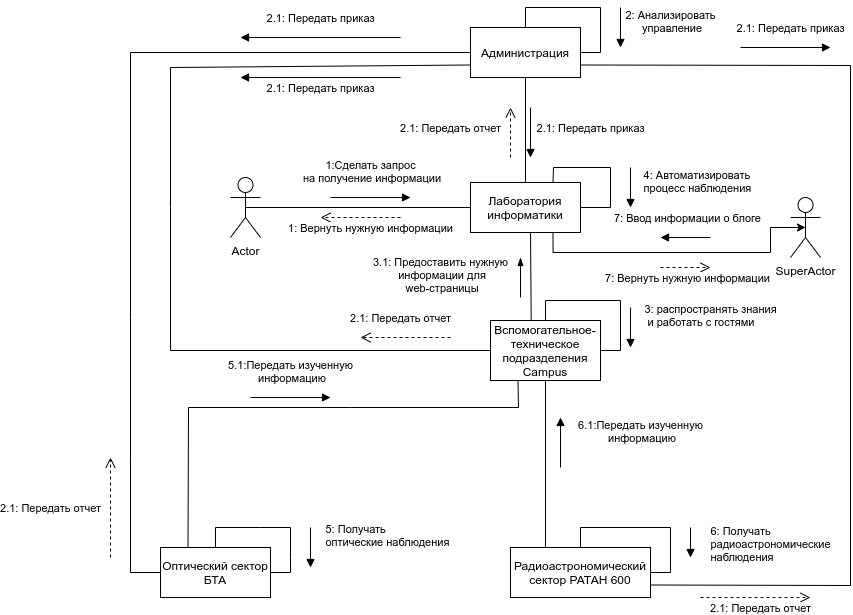 2.1: Передать приказ
2: Анализировать
управление
2.1: Передать приказ
Администрация
2.1: Передать приказ
2.1: Передать отчет
2.1: Передать приказ
1:Сделать запрос
на получение информации
4: Автоматизировать
процесс наблюдения
Лаборатория
информатики
7: Ввод информации о блоге
1: Вернуть нужную информации
Actor
SuperActor
3.1: Предоставить нужную
информации для
web-страницы
7: Вернуть нужную информации
3: распространять знания
и работать с гостями
2.1: Передать отчет
Вспомогательное-
техническое
подразделения
Campus
5.1:Передать изученную
информацию
6.1:Передать изученную
информацию
2.1: Передать отчет
5: Получать
оптические наблюдения
6: Получать
радиоастрономические
наблюдения
Оптический сектор
БТА
Радиоастрономический
сектор РАТАН 600
2.1: Передать отчет